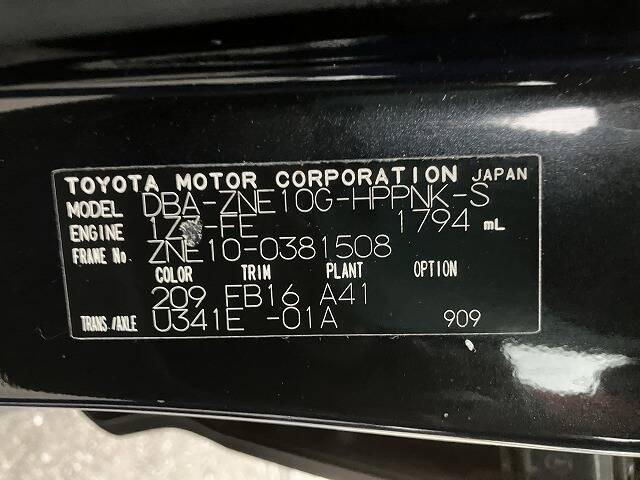 TOYOTA MOTOR CORPORATION JAPAN
MODEL DBA-ZNE10G-HPPNK-S
ENGINE 1794 mL
FRAME No ZNE10-0381508
COLOR TRIM PLANT OPTION
209 FB16 A41
TRANS./AXLE U341E -01A 909